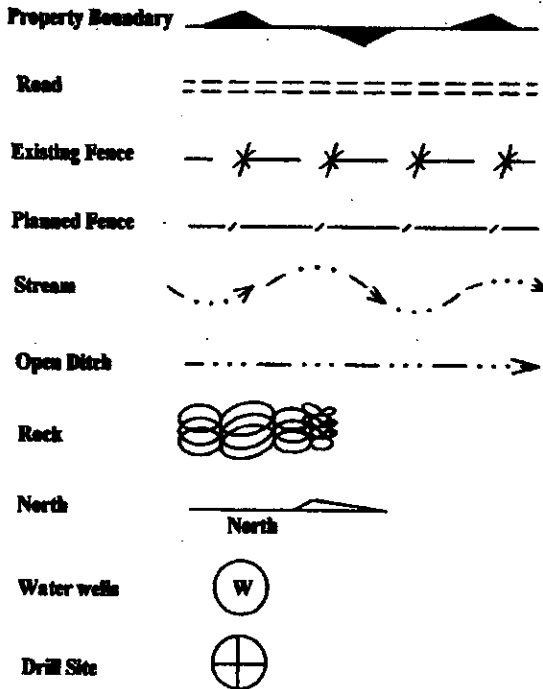 Property Boundary
Road
Existing Fence
Planned Fence
Stream
Open Ditch
Rock
North
North
Water wells
W
Drill Site